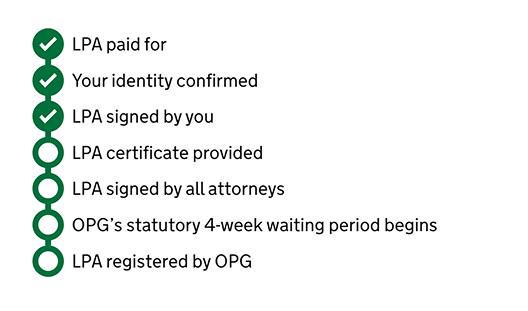 LPA paid for
Your identity confirmed
LPA signed by you
LPA certificate provided
LPA signed by all attorneys
OPG’s statutory 4-week waiting period begins
LPA registered by OPG